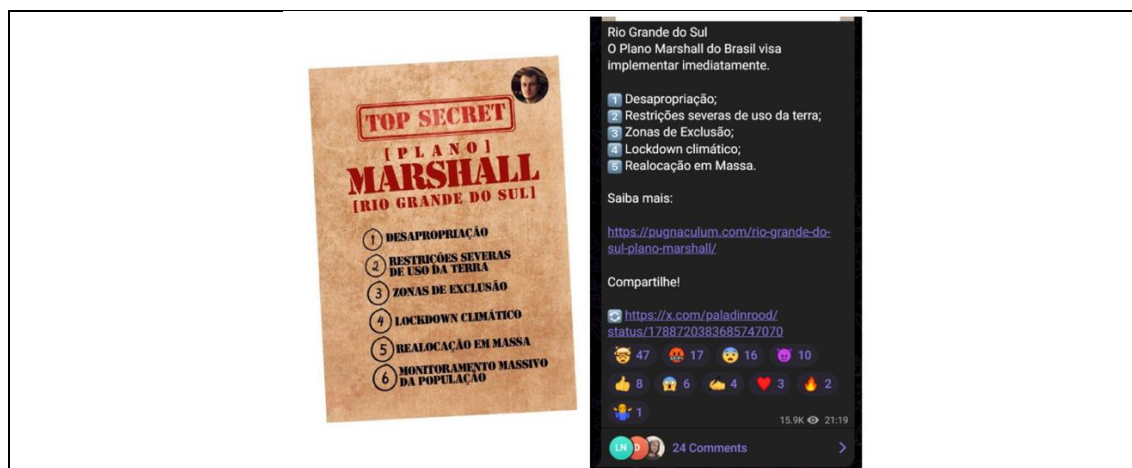 TOP SECRET
[PLANO]
MARSHALL
[RIO GRANDE DO SUL]
1 DESAPROPRIAÇÃO
2 RESTRIÇÕES SEVERAS
DE USO DA TERRA
3 ZONAS DE EXCLUSÃO
4 LOCKDOWN CLIMÁTICO
5 REALOCAÇÃO EM MASSA
6 MONITORAMENTO MASSIVO
DA POPULAÇÃO
Rio Grande do Sul
O Plano Marshall do Brasil visa
implementar imediatamente.
1 Desapropriação;
2 Restrições severas de uso da terra;
3 Zonas de Exclusão;
4 Lockdown climático;
5 Realocação em Massa.
Saiba mais:
https://pugnaculum.com/rio-grande-do-
sul-plano-marshall/
Compartilhe!
https://x.com/paladinrood/
status/1788720383685747070
47 17 16 10
8 6 4 3 2
1
15.9K 21:19
LN D 24 Comments